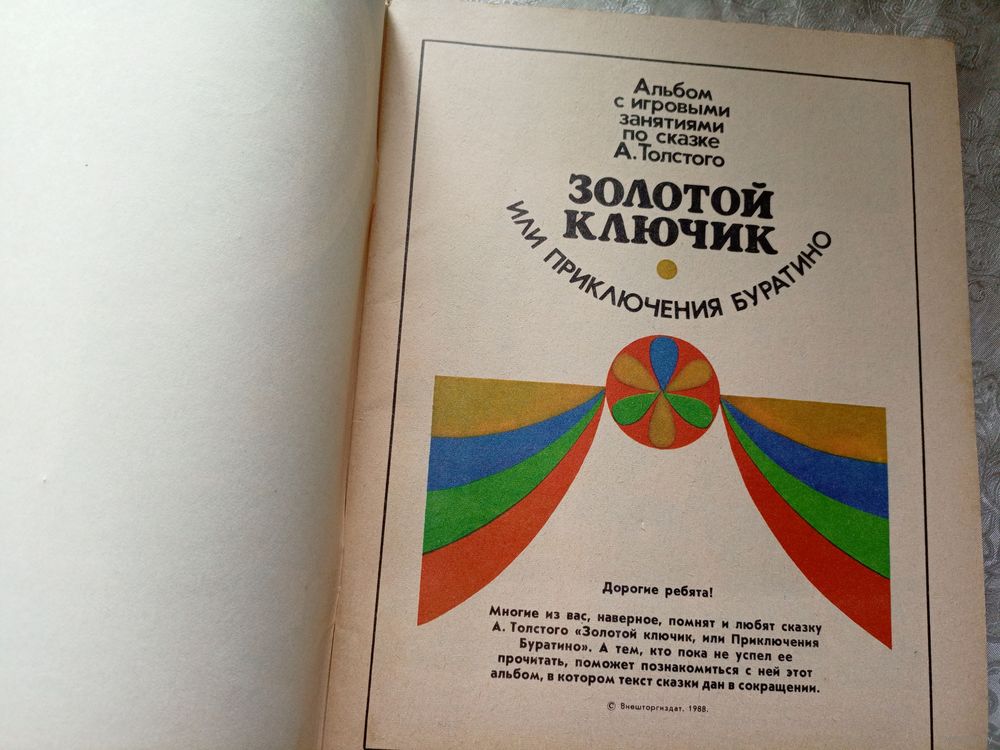 Альбом
с игровыми
занятиями
по сказке
А. Толстого
ЗОЛОТОЙ
КЛЮЧИК
ИЛИ ПРИКЛЮЧЕНИЯ БУРАТИНО
Дорогие ребята!
Многие из вас, наверное, помнят и любят сказку
А. Толстого «Золотой ключик, или Приключения
Буратино». А тем, кто пока не успел ее
прочитать, поможет познакомиться с ней этот
альбом, в котором текст сказки дан в сокращении.
© Внешторгиздат. 1988.